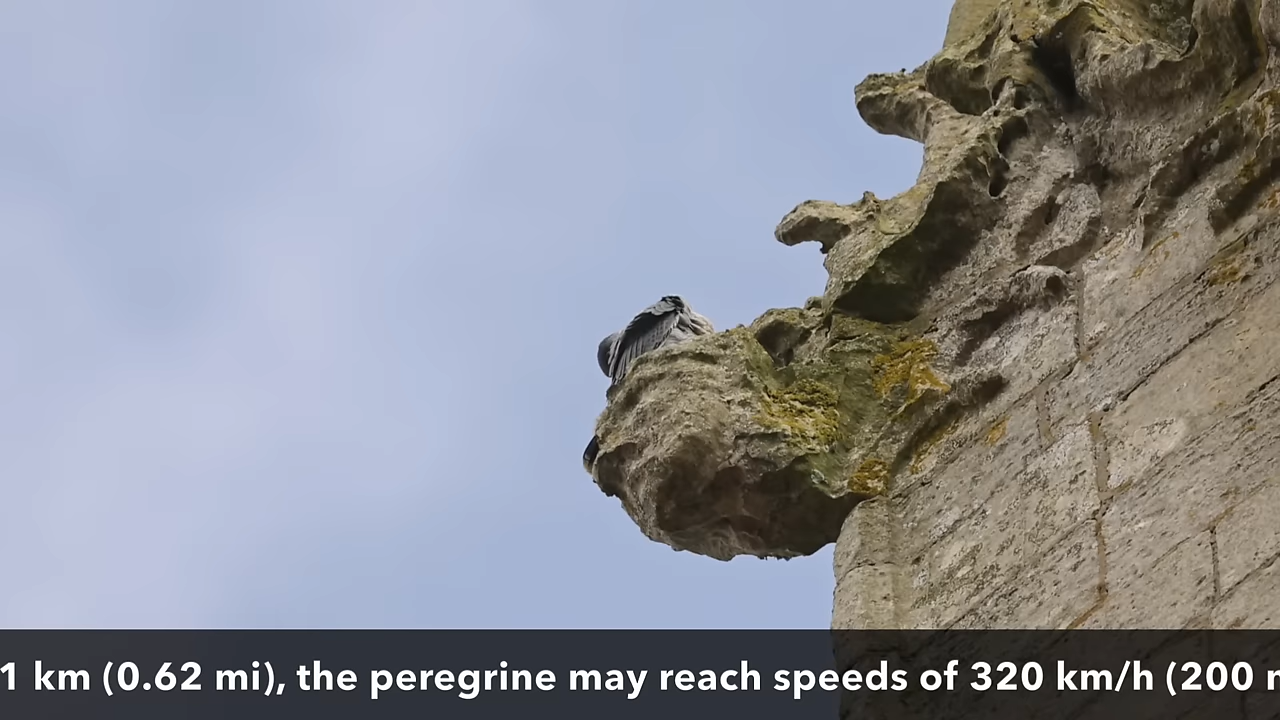 1 km (0.62 mi), the peregrine may reach speeds of 320 km/h (200